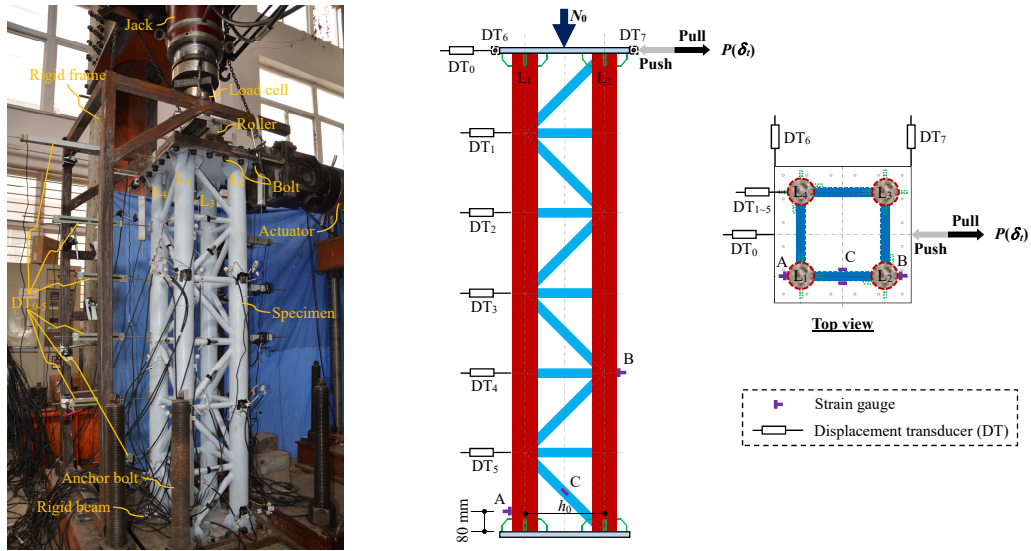 Jack
Rigid frame
Load cell
Roller
Bolt
L4
L1
L3
Actuator
DT0-5
Specimen
Anchor bolt
Rigid beam
N0
DT6
DT7
DT0
Pull
Push
P(δt)
L1
L2
DT1
DT2
DT3
DT4
B
DT5
C
A
h0
80 mm
DT6
DT7
L4
L3
DT1~5
Pull
DT0
Push
P(δt)
A
C
B
L1
L2
Top view
Strain gauge
Displacement transducer (DT)